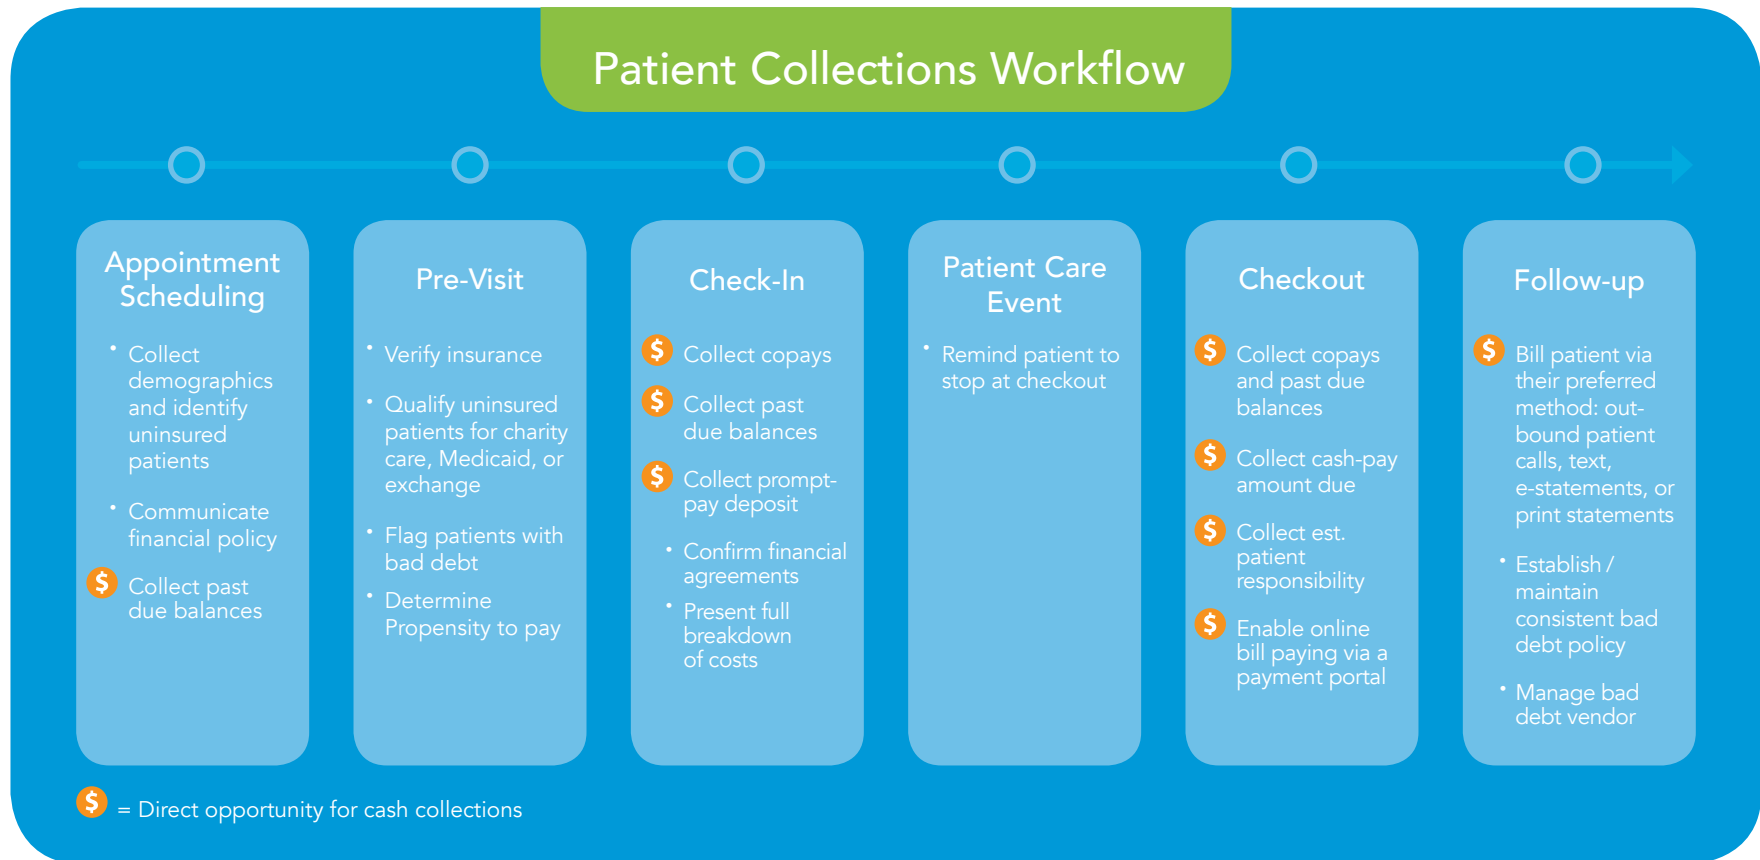 Patient Collections Workflow
Appointment
Scheduling
• Collect
demographics
and identify
uninsured
patients
• Communicate
financial policy
$ Collect past
due balances
Pre-Visit
• Verify insurance
• Qualify uninsured
patients for charity
care, Medicaid, or
exchange
• Flag patients with
bad debt
• Determine
Propensity to pay
Check-In
$ Collect copays
$ Collect past
due balances
$ Collect prompt-
pay deposit
• Confirm financial
agreements
• Present full
breakdown
of costs
Patient Care
Event
• Remind patient to
stop at checkout
Checkout
$ Collect copays
and past due
balances
$ Collect cash-pay
amount due
$ Collect est.
patient
responsibility
$ Enable online
bill paying via a
payment portal
Follow-up
$ Bill patient via
their preferred
method: out-
bound patient
calls, text,
e-statements, or
print statements
• Establish /
maintain
consistent bad
debt policy
• Manage bad
debt vendor
$ = Direct opportunity for cash collections